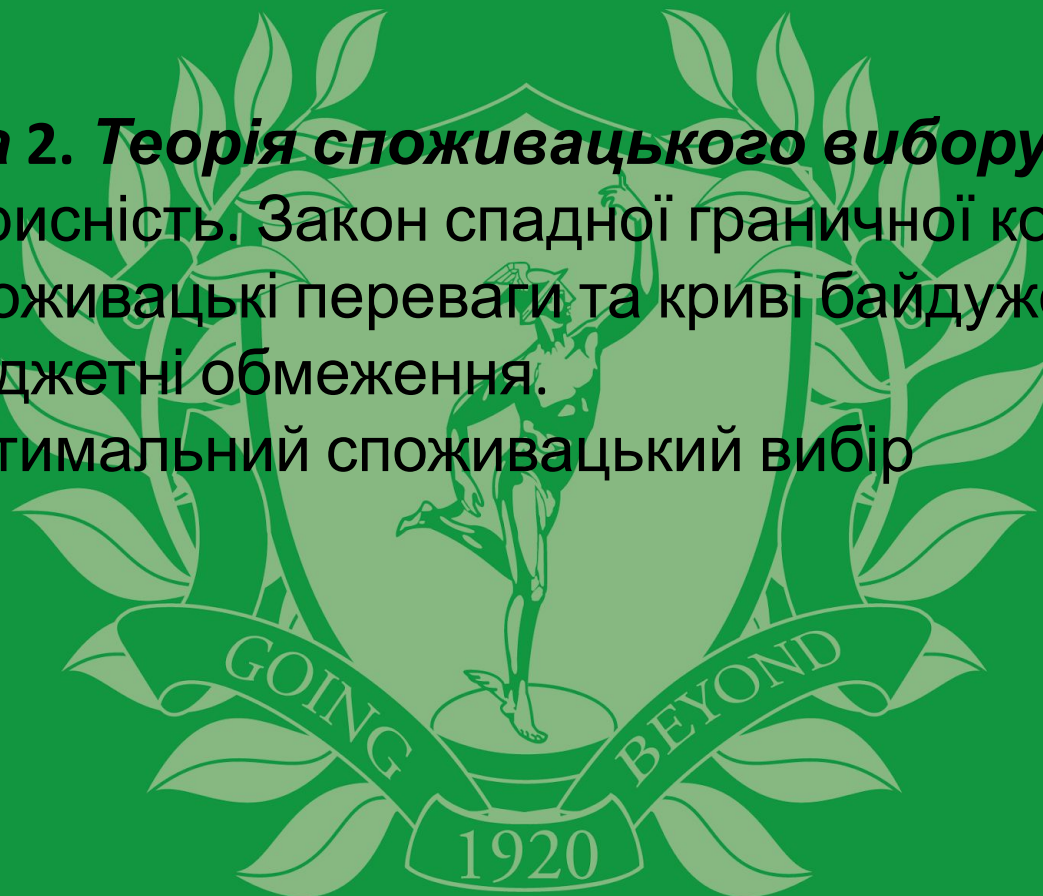 а 2. Теорія споживацького вибору
рисність. Закон спадної граничної ко
оживацькі переваги та криві байдуж
джетні обмеження.
тимальний споживацький вибір
GOING BEYOND
1920